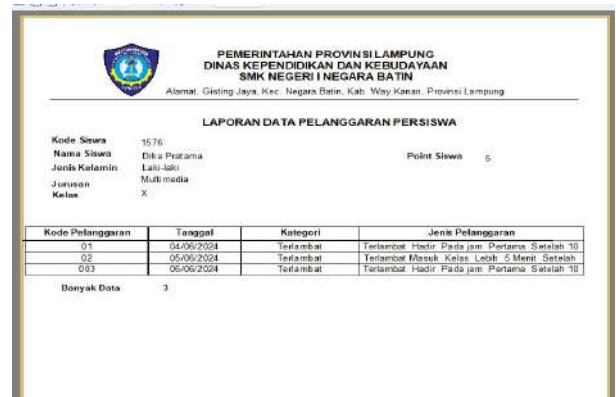 PEMERINTAHAN PROVINSI LAMPUNG
DINAS KEPENDIDIKAN DAN KEBUDAYAAN
SMK NEGERI I NEGARA BATIN
Alamat. Gisting Jaya, Kec. Negara Batin, Kab. Way Kanan, Provinsi Lampung
LAPORAN DATA PELANGGARAN PERSISWA
Kode Siswa 1576
Nama Siswa Dika Pratama Point Siswa 5
Jenis Kelamin Laki-laki
Jurusan Multimedia
Kelas X
Kode Pelanggaran Tanggal Kategori Jenis Pelanggaran
01 04/06/2024 Terlambat Terlambat Hadir Pada jam Pertama Setelah 10
02 05/06/2024 Terlambat Terlambat Masuk Kelas Lebih 5 Menit Setelah
003 06/06/2024 Terlambat Terlambat Hadir Pada jam Pertama Setelah 10
Banyak Data 3